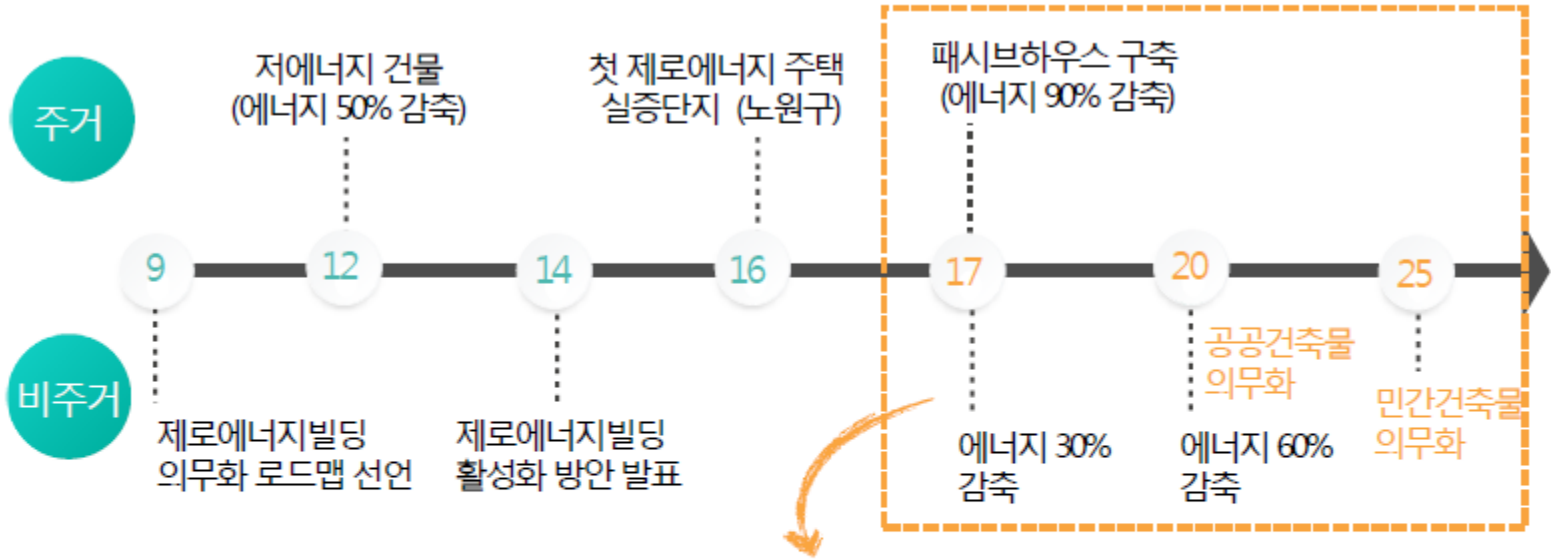 주거
저에너지 건물
(에너지 50% 감축)
첫 제로에너지 주택
실증단지 (노원구)
패시브하우스 구축
(에너지 90% 감축)
9
12
14
16
17
20
25
비주거
제로에너지빌딩
의무화 로드맵 선언
제로에너지빌딩
활성화 방안 발표
에너지 30%
감축
공공건축물
의무화
에너지 60%
감축
민간건축물
의무화